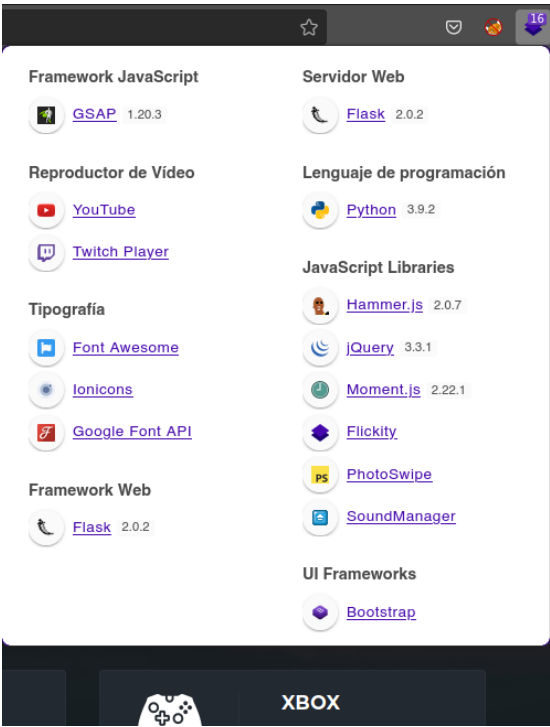 16
Framework JavaScript
GSAP 1.20.3
Reproductor de Vídeo
YouTube
Twitch Player
Tipografía
Font Awesome
Ionicons
Google Font API
Framework Web
Flask 2.0.2
Servidor Web
Flask 2.0.2
Lenguaje de programación
Python 3.9.2
JavaScript Libraries
Hammer.js 2.0.7
jQuery 3.3.1
Moment.js 2.22.1
Flickity
PS
PhotoSwipe
SoundManager
UI Frameworks
Bootstrap
XBOX